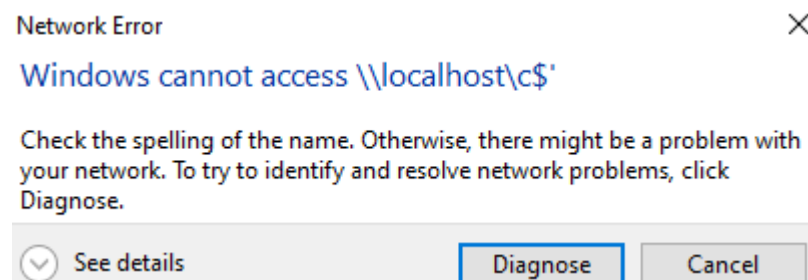 Network Error
Windows cannot access \\localhost\c$'
Check the spelling of the name. Otherwise, there might be a problem with
your network. To try to identify and resolve network problems, click
Diagnose.
See details
Diagnose
Cancel